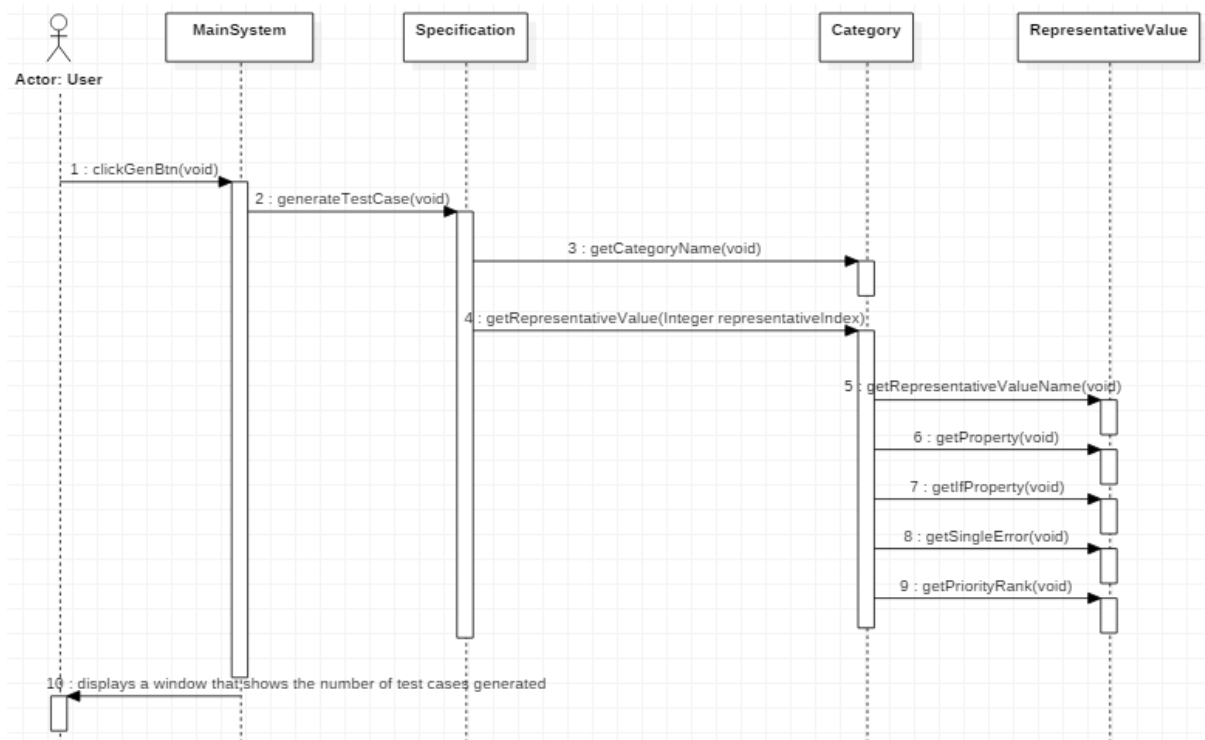 MainSystem
Specification
Category
RepresentativeValue
Actor: User
1 : clickGenBtn(void)
2 : generateTestCase(void)
3 : getCategoryName(void)
4 : getRepresentativeValue(Integer representativeIndex)
5 : getRepresentativeValueName(void)
6 : getProperty(void)
7 : getIfProperty(void)
8 : getSingleError(void)
9 : getPriorityRank(void)
10 : displays a window that shows the number of test cases generated